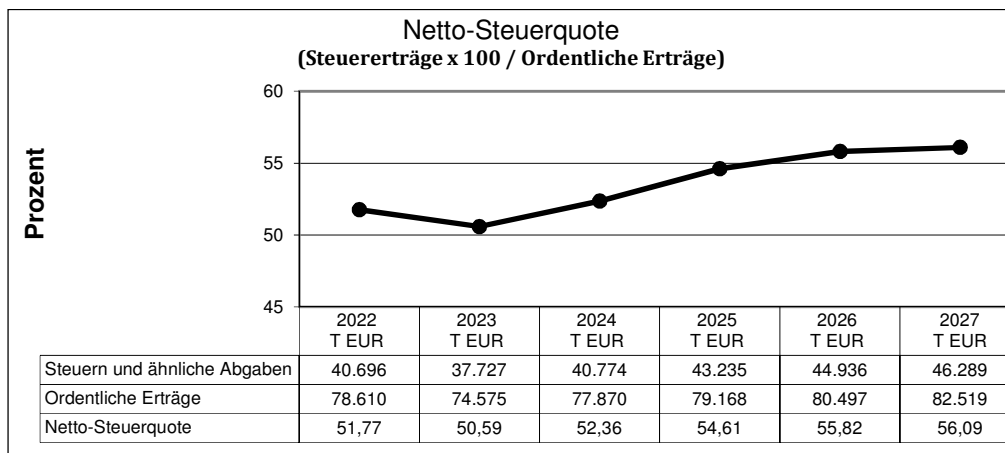 Netto-Steuerquote
(Steuererträge x 100 / Ordentliche Erträge)
Prozent
60
55
50
45
2022 2023 2024 2025 2026 2027
T EUR T EUR T EUR T EUR T EUR T EUR
Steuern und ähnliche Abgaben 40.696 37.727 40.774 43.235 44.936 46.289
Ordentliche Erträge 78.610 74.575 77.870 79.168 80.497 82.519
Netto-Steuerquote 51,77 50,59 52,36 54,61 55,82 56,09